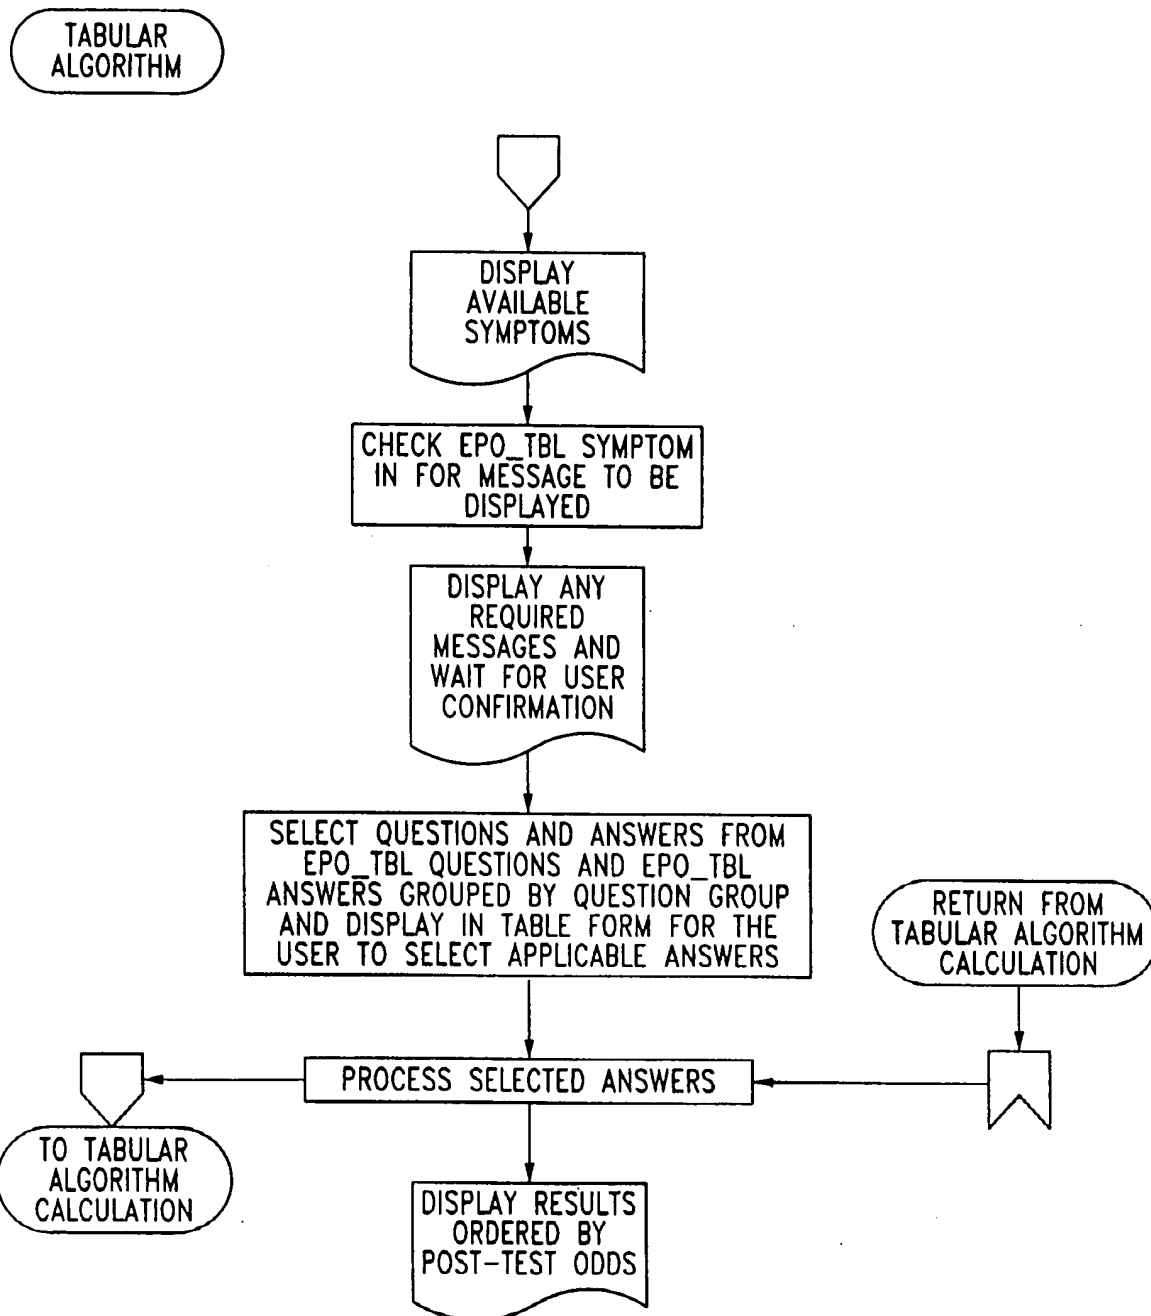 TABULAR
ALGORITHM
DISPLAY
AVAILABLE
SYMPTOMS
CHECK EPO_TBL SYMPTOM
IN FOR MESSAGE TO BE
DISPLAYED
DISPLAY ANY
REQUIRED
MESSAGES AND
WAIT FOR USER
CONFIRMATION
SELECT QUESTIONS AND ANSWERS FROM
EPO_TBL QUESTIONS AND EPO_TBL
ANSWERS GROUPED BY QUESTION GROUP
AND DISPLAY IN TABLE FORM FOR THE
USER TO SELECT APPLICABLE ANSWERS
RETURN FROM
TABULAR ALGORITHM
CALCULATION
PROCESS SELECTED ANSWERS
TO TABULAR
ALGORITHM
CALCULATION
DISPLAY RESULTS
ORDERED BY
POST-TEST ODDS